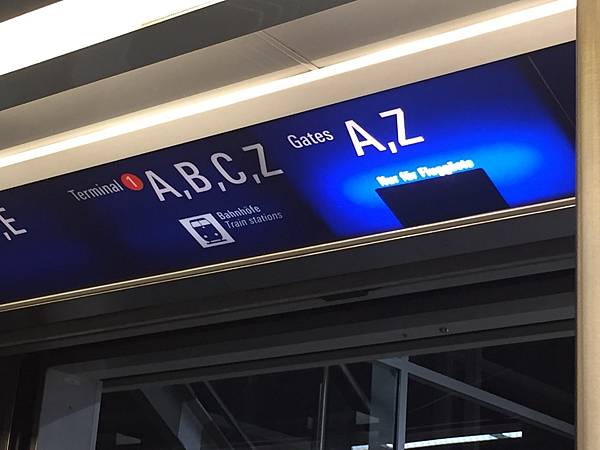 ,E
Terminal 1 A,B,C,Z
Bahnhöfe
Train stations
Gates A,Z
Nur für Fluggäste